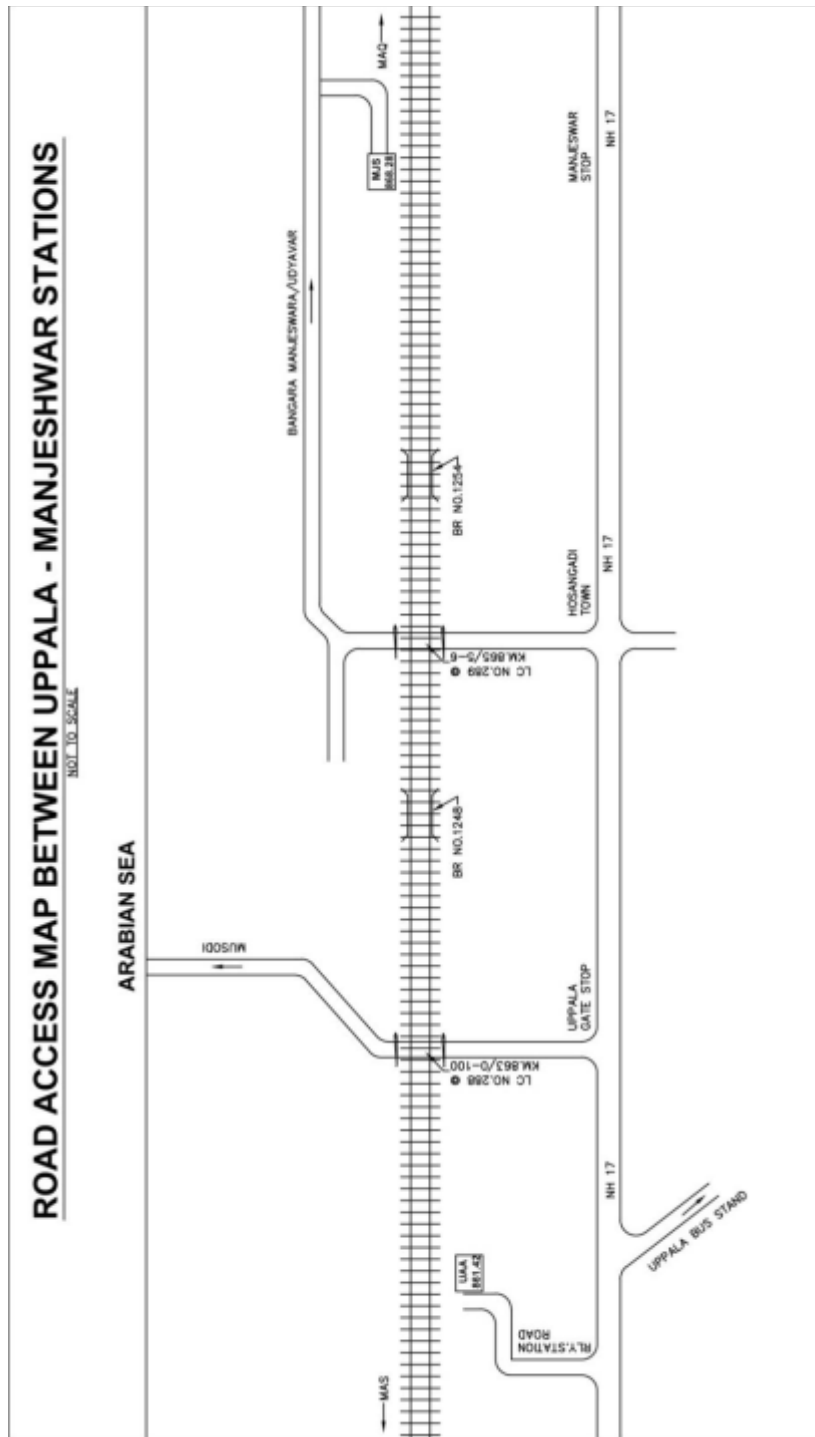 ROAD ACCESS MAP BETWEEN UPPALA - MANJESHWAR STATIONS
NOT TO SCALE
ARABIAN SEA
MUSODI
BANGARA MANJESWARA/UDYAVAR
MAS
MAQ
MJS
868.28
UAA
861.42
LC NO.288 @
KM.863/0-100
BR NO.1248
LC NO.289 @
KM.865/5-6
BR NO.1254
RLY.STATION
ROAD
UPPALA
GATE STOP
HOSANGADI
TOWN
MANJESWAR
STOP
NH 17
NH 17
NH 17
UPPALA BUS STAND